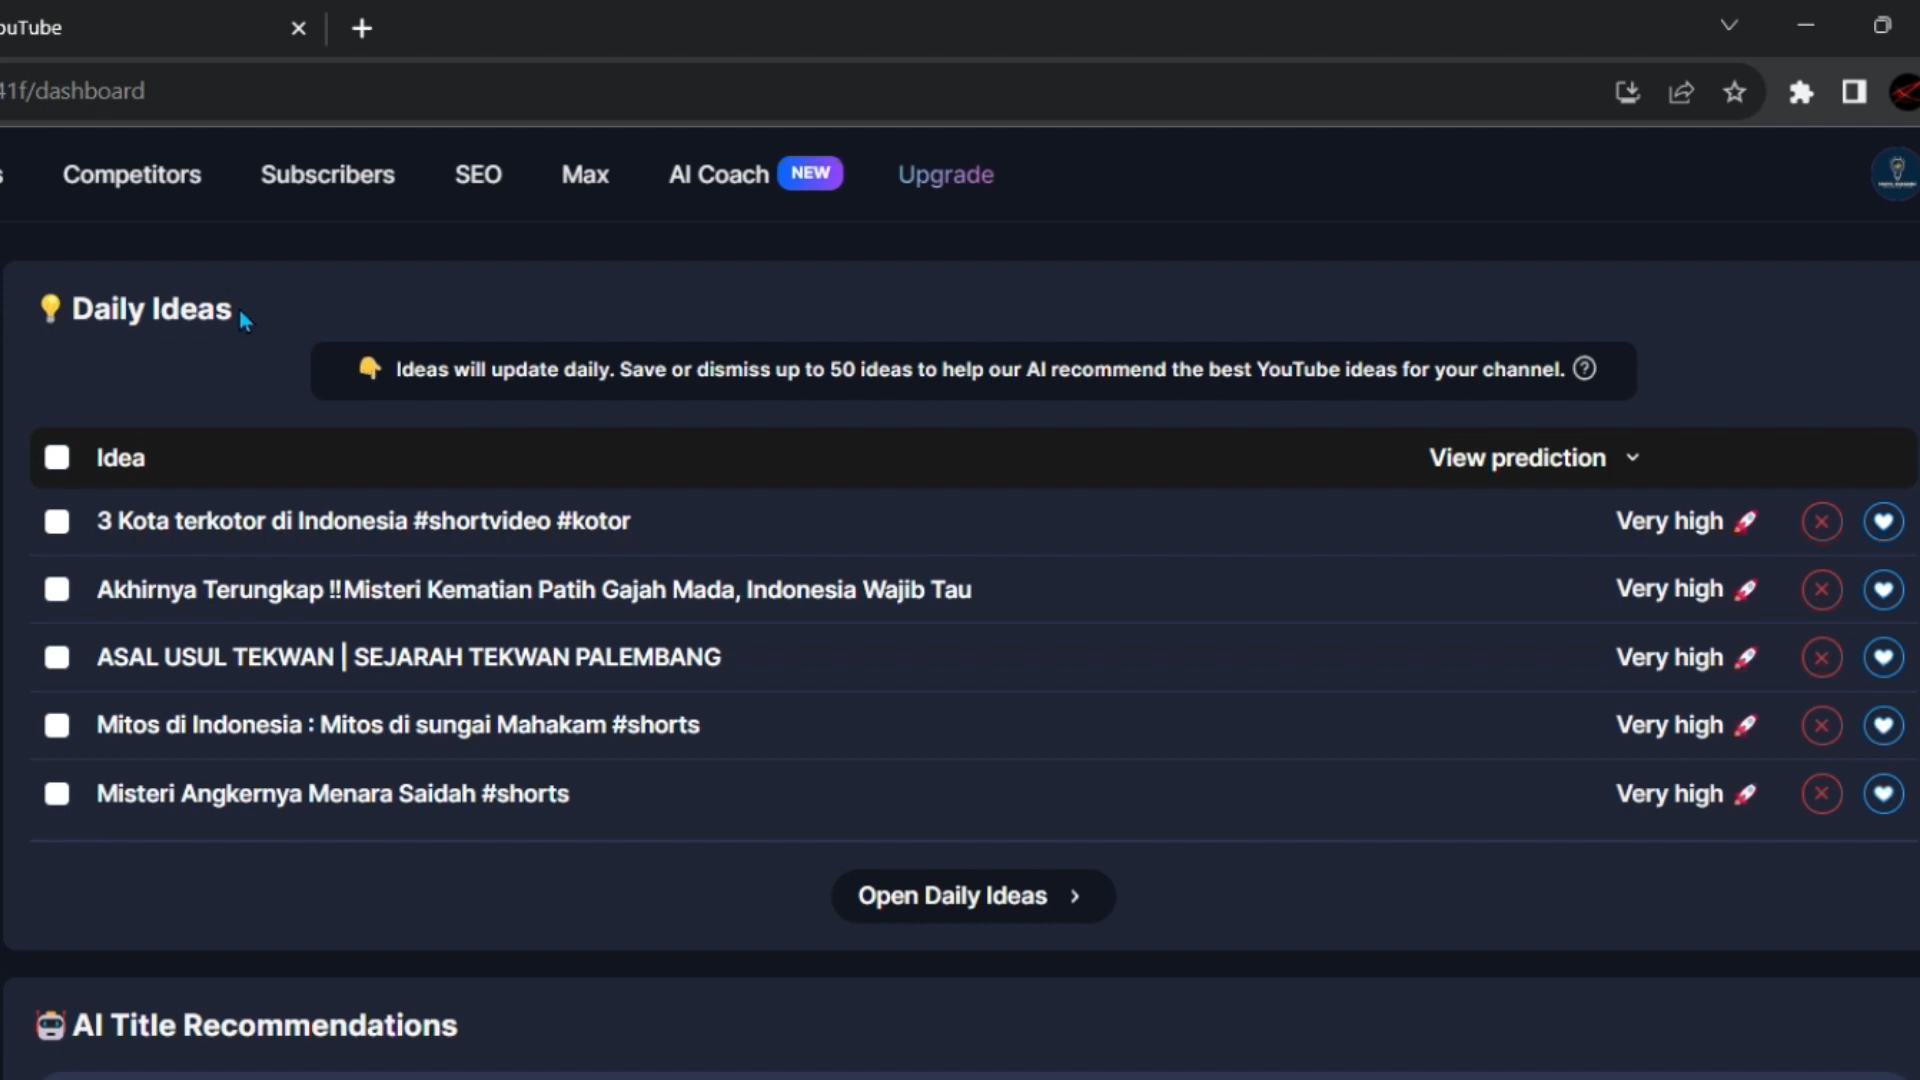 ouTube
41f/dashboard
s Competitors Subscribers SEO Max AI Coach NEW Upgrade
Daily Ideas
Ideas will update daily. Save or dismiss up to 50 ideas to help our AI recommend the best YouTube ideas for your channel.
Idea View prediction
3 Kota terkotor di Indonesia #shortvideo #kotor Very high
Akhirnya Terungkap !!Misteri Kematian Patih Gajah Mada, Indonesia Wajib Tau Very high
ASAL USUL TEKWAN | SEJARAH TEKWAN PALEMBANG Very high
Mitos di Indonesia : Mitos di sungai Mahakam #shorts Very high
Misteri Angkernya Menara Saidah #shorts Very high
Open Daily Ideas
AI Title Recommendations